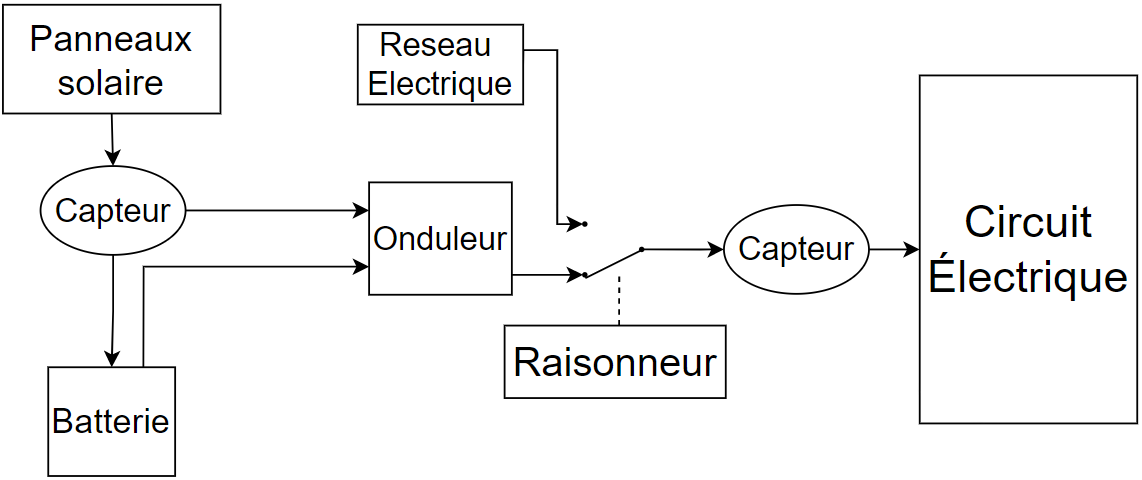 Panneaux
solaire
Reseau
Electrique
Capteur
Onduleur
Capteur
Circuit
Électrique
Raisonneur
Batterie